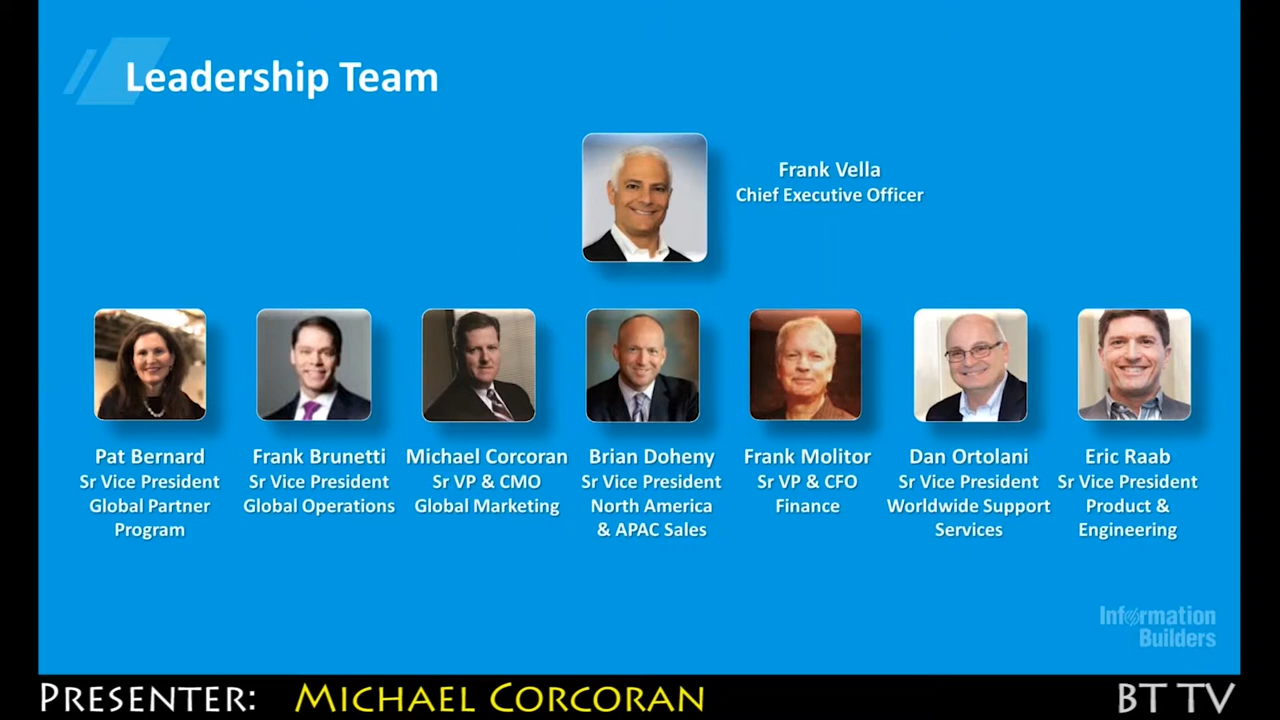 Leadership Team
Frank Vella
Chief Executive Officer
Pat Bernard
Sr Vice President
Global Partner
Program
Frank Brunetti
Sr Vice President
Global Operations
Michael Corcoran
Sr VP & CMO
Global Marketing
Brian Doheny
Sr Vice President
North America
& APAC Sales
Frank Molitor
Sr VP & CFO
Finance
Dan Ortolani
Sr Vice President
Worldwide Support
Services
Eric Raab
Sr Vice President
Product &
Engineering
Information
Builders
PRESENTER: MICHAEL CORCORAN
BT TV